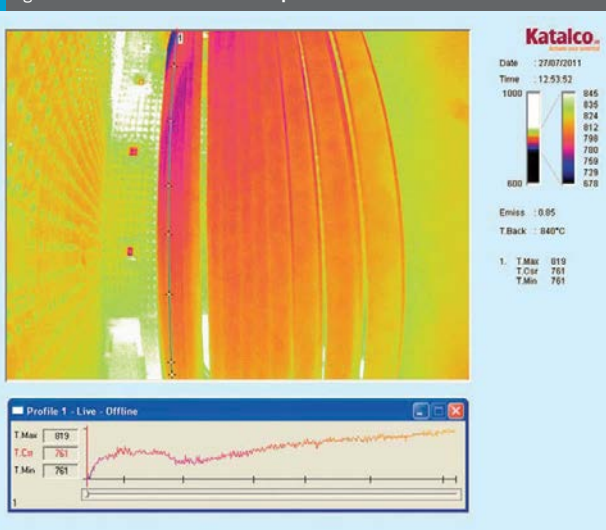 1
Katalco
Date : 27/07/2011
Time : 12:53:52
1000
600
845
835
824
812
798
780
759
729
678
Emiss : 0.85
T.Back : 840°C
1. T.Max 819
T.Csr 761
T.Min 761
Profile 1 - Live - Offline
T.Max 819
T.Csr 761
T.Min 761
1